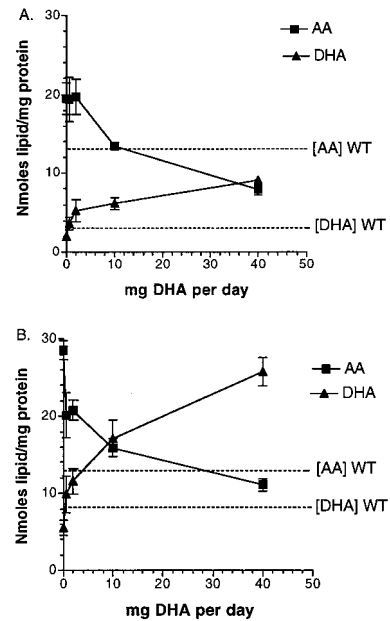 A.
30
20
10
0
Nmoles lipid/mg protein
AA
DHA
[AA] WT
[DHA] WT
0 10 20 30 40 50
mg DHA per day
B.
30
20
10
0
Nmoles lipid/mg protein
AA
DHA
[AA] WT
[DHA] WT
0 10 20 30 40 50
mg DHA per day